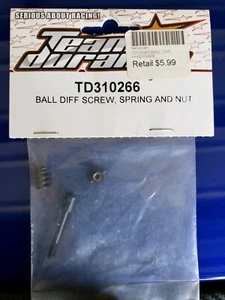 SERIOUS ABOUT RACING!
Team
Durango
Retail $5.99
TD310266
BALL DIFF SCREW, SPRING AND NUT